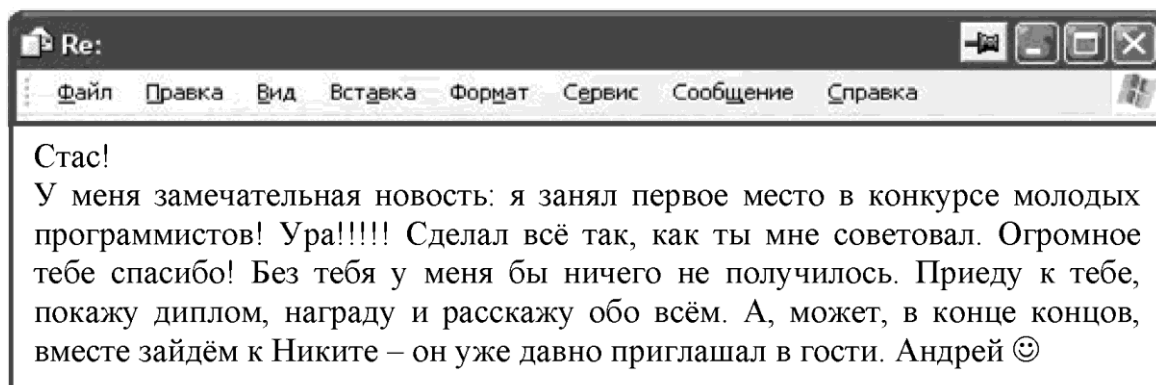 Re:
Файл Правка Вид Вставка Формат Сервис Сообщение Справка
Стас!
У меня замечательная новость: я занял первое место в конкурсе молодых
программистов! Ура!!!!! Сделал всё так, как ты мне советовал. Огромное
тебе спасибо! Без тебя у меня бы ничего не получилось. Приеду к тебе,
покажу диплом, награду и расскажу обо всём. А, может, в конце концов,
вместе зайдём к Никите – он уже давно приглашал в гости. Андрей ☺